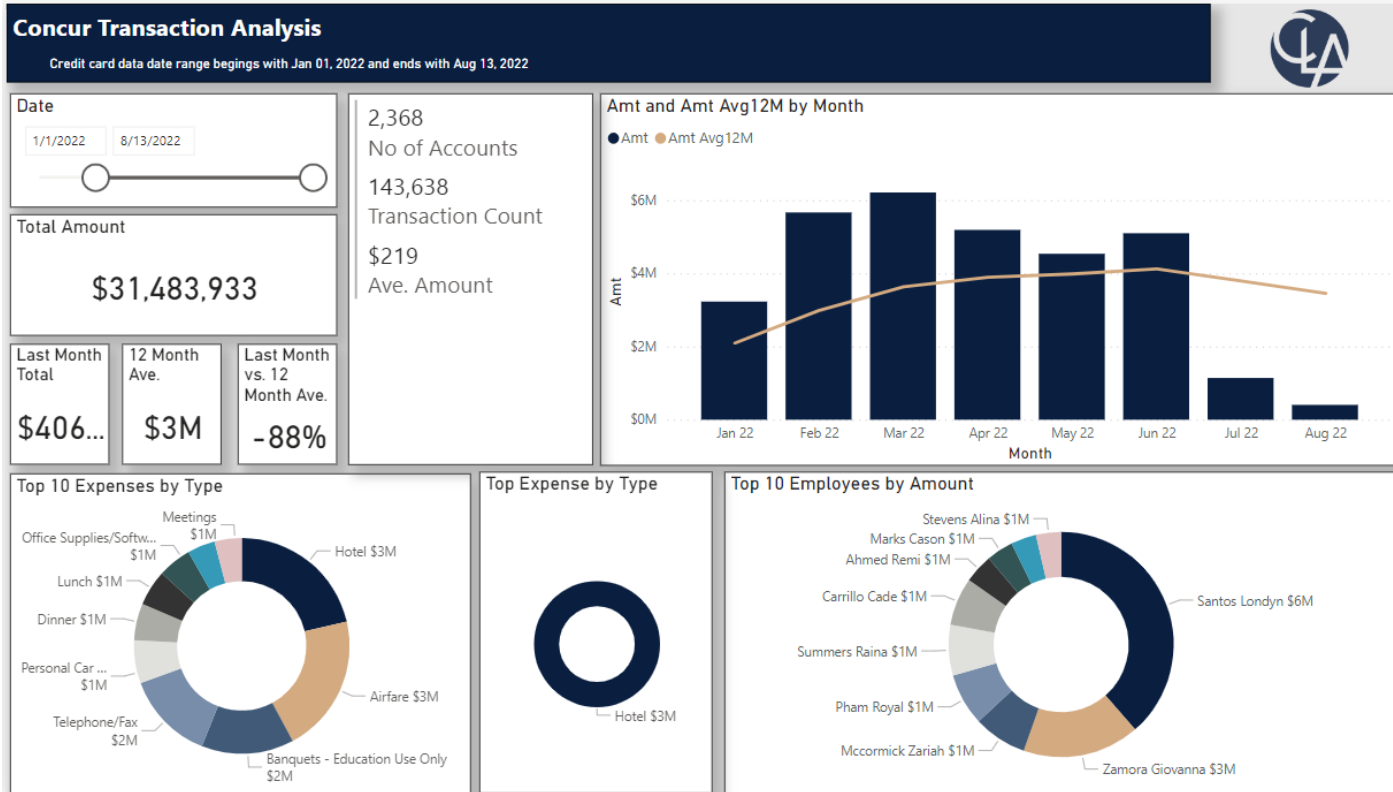 Concur Transaction Analysis
Credit card data date range begings with Jan 01, 2022 and ends with Aug 13, 2022
CLA
Date
1/1/2022 8/13/2022
Total Amount
$31,483,933
Last Month
Total
$406...
12 Month
Ave.
$3M
Last Month
vs. 12
Month Ave.
-88%
2,368
No of Accounts
143,638
Transaction Count
$219
Ave. Amount
Amt and Amt Avg12M by Month
Amt Amt Avg12M
$6M
$4M
$2M
$0M
Amt
Jan 22 Feb 22 Mar 22 Apr 22 May 22 Jun 22 Jul 22 Aug 22
Month
Top 10 Expenses by Type
Meetings
$1M
Office Supplies/Softw...
$1M
Lunch $1M
Dinner $1M
Personal Car ...
$1M
Telephone/Fax
$2M
Hotel $3M
Airfare $3M
Banquets - Education Use Only
$2M
Top Expense by Type
Hotel $3M
Top 10 Employees by Amount
Stevens Alina $1M
Marks Cason $1M
Ahmed Remi $1M
Carrillo Cade $1M
Summers Raina $1M
Pham Royal $1M
Mccormick Zariah $1M
Santos Londyn $6M
Zamora Giovanna $3M